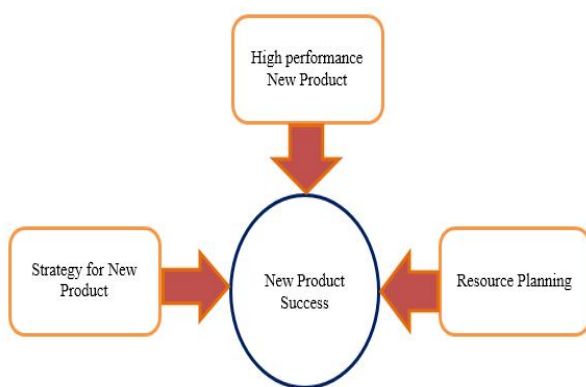 High performance
New Product
Strategy for New
Product
New Product
Success
Resource Planning